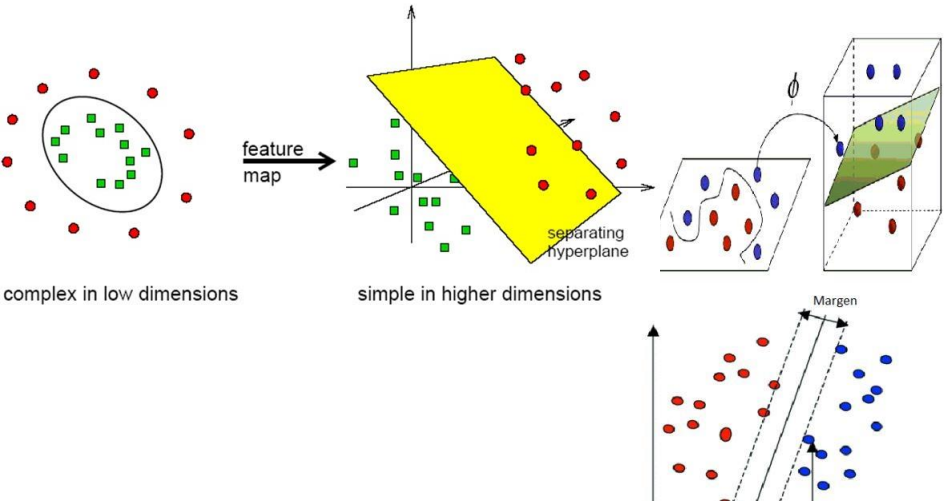 feature
map
separating
hyperplane
complex in low dimensions
simple in higher dimensions
ϕ
Margen